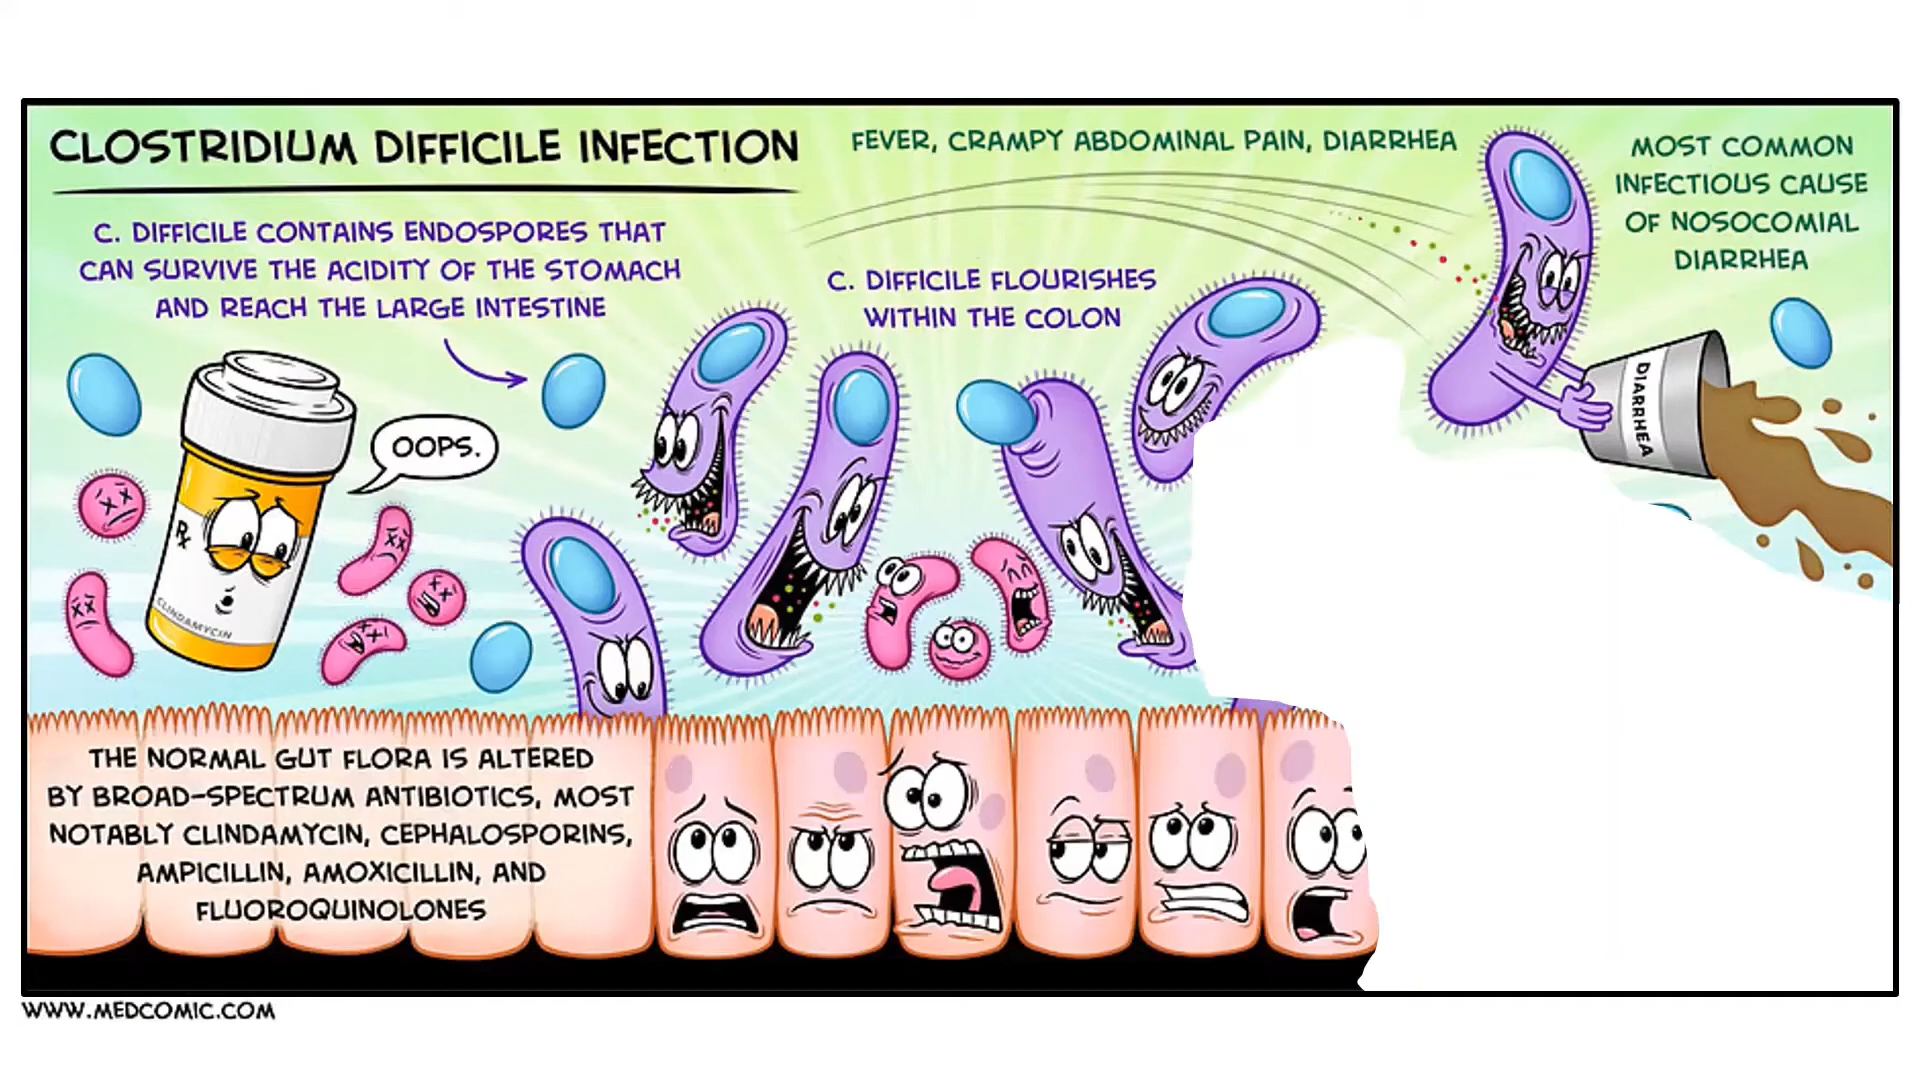 CLOSTRIDIUM DIFFICILE INFECTION
FEVER, CRAMPY ABDOMINAL PAIN, DIARRHEA
MOST COMMON
INFECTIOUS CAUSE
OF NOSOCOMIAL
DIARRHEA
C. DIFFICILE CONTAINS ENDOSPORES THAT
CAN SURVIVE THE ACIDITY OF THE STOMACH
AND REACH THE LARGE INTESTINE
C. DIFFICILE FLOURISHES
WITHIN THE COLON
DIARRHEA
OOPS.
Rx
CLINDAMYCIN
THE NORMAL GUT FLORA IS ALTERED
BY BROAD-SPECTRUM ANTIBIOTICS, MOST
NOTABLY CLINDAMYCIN, CEPHALOSPORINS,
AMPICILLIN, AMOXICILLIN, AND
FLUOROQUINOLONES
WWW.MEDCOMIC.COM